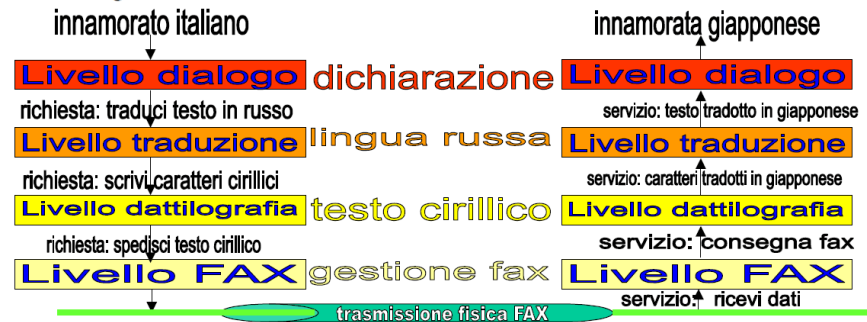 innamorato italiano innamorata giapponese
Livello dialogo dichiarazione Livello dialogo
richiesta: traduci testo in russo servizio: testo tradotto in giapponese
Livello traduzione lingua russa Livello traduzione
richiesta: scrivi caratteri cirillici servizio: caratteri tradotti in giapponese
Livello dattilografia testo cirillico Livello dattilografia
richiesta: spedisci testo cirillico servizio: consegna fax
Livello FAX gestione fax Livello FAX
servizio: ricevi dati
trasmissione fisica FAX